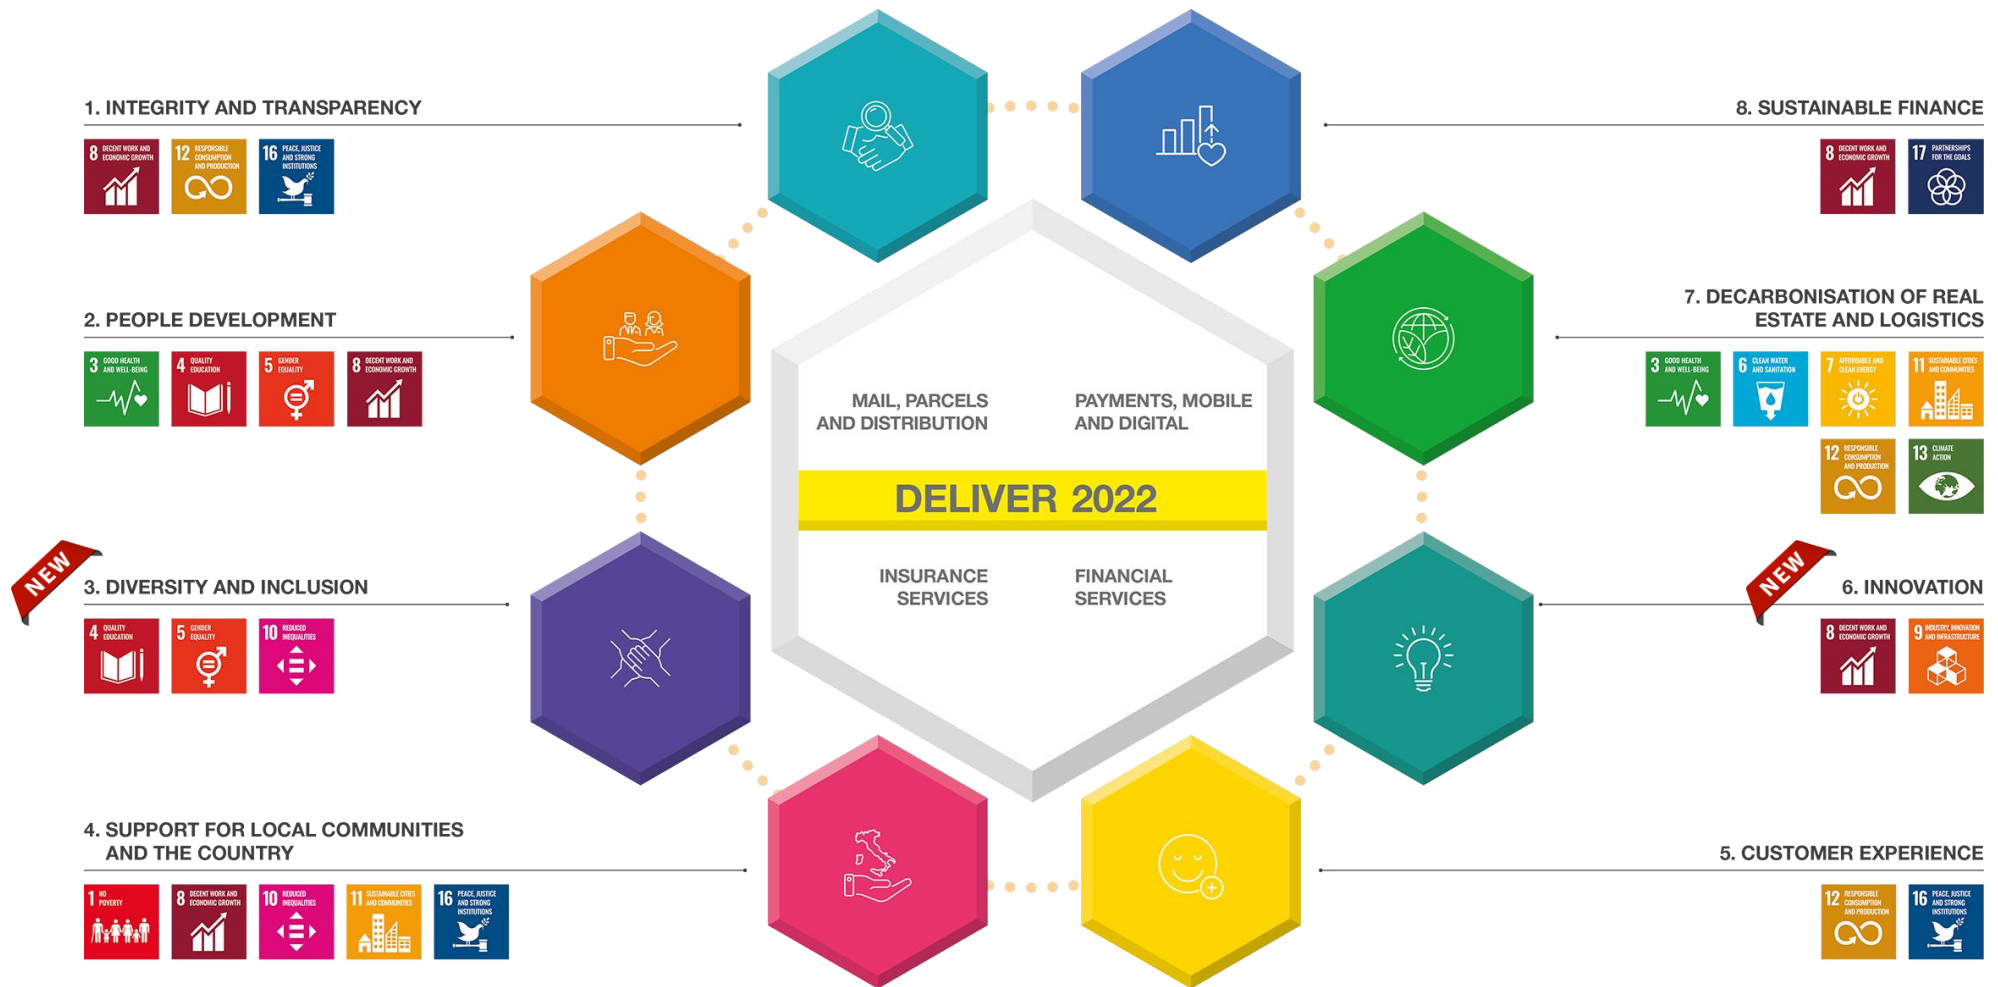 1. INTEGRITY AND TRANSPARENCY
8 DECENT WORK AND
ECONOMIC GROWTH
12 RESPONSIBLE
CONSUMPTION
AND PRODUCTION
16 PEACE, JUSTICE
AND STRONG
INSTITUTIONS
2. PEOPLE DEVELOPMENT
3 GOOD HEALTH
AND WELL-BEING
4 QUALITY
EDUCATION
5 GENDER
EQUALITY
8 DECENT WORK AND
ECONOMIC GROWTH
NEW
3. DIVERSITY AND INCLUSION
4 QUALITY
EDUCATION
5 GENDER
EQUALITY
10 REDUCED
INEQUALITIES
4. SUPPORT FOR LOCAL COMMUNITIES
AND THE COUNTRY
1 NO
POVERTY
8 DECENT WORK AND
ECONOMIC GROWTH
10 REDUCED
INEQUALITIES
11 SUSTAINABLE CITIES
AND COMMUNITIES
16 PEACE, JUSTICE
AND STRONG
INSTITUTIONS
MAIL, PARCELS
AND DISTRIBUTION
PAYMENTS, MOBILE
AND DIGITAL
DELIVER 2022
INSURANCE
SERVICES
FINANCIAL
SERVICES
8. SUSTAINABLE FINANCE
8 DECENT WORK AND
ECONOMIC GROWTH
17 PARTNERSHIPS
FOR THE GOALS
7. DECARBONISATION OF REAL
ESTATE AND LOGISTICS
3 GOOD HEALTH
AND WELL-BEING
6 CLEAN WATER
AND SANITATION
7 AFFORDABLE AND
CLEAN ENERGY
11 SUSTAINABLE CITIES
AND COMMUNITIES
12 RESPONSIBLE
CONSUMPTION
AND PRODUCTION
13 CLIMATE
ACTION
NEW
6. INNOVATION
8 DECENT WORK AND
ECONOMIC GROWTH
9 INDUSTRY, INNOVATION
AND INFRASTRUCTURE
5. CUSTOMER EXPERIENCE
12 RESPONSIBLE
CONSUMPTION
AND PRODUCTION
16 PEACE, JUSTICE
AND STRONG
INSTITUTIONS